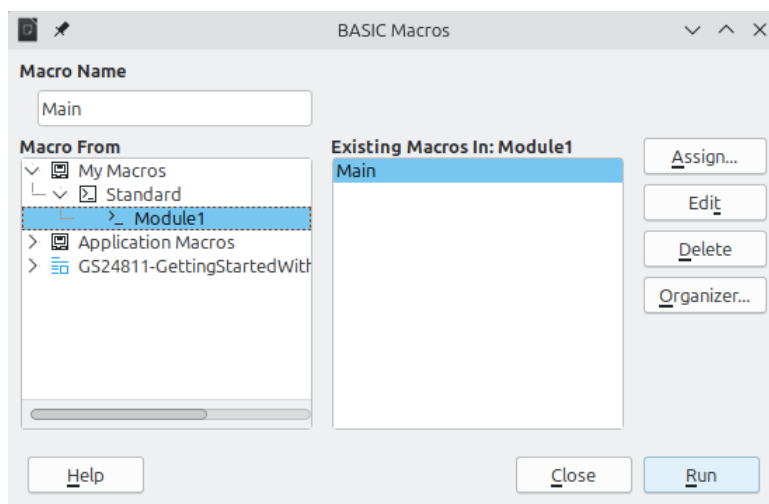 BASIC Macros
Macro Name
Main
Macro From
My Macros
Standard
Module1
Application Macros
GS24811-GettingStartedWith
Existing Macros In: Module1
Main
Assign...
Edit
Delete
Organizer...
Help
Close
Run